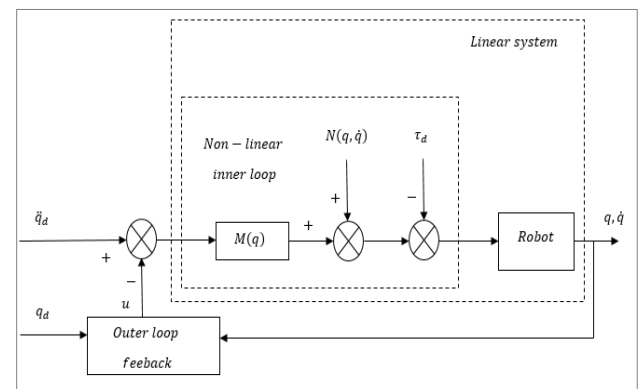 Linear system
N(q, q̇)
τ_d
Non − linear
inner loop
+
−
q̈_d
q, q̇
M(q)
+
Robot
+
−
u
q_d
Outer loop
feeback